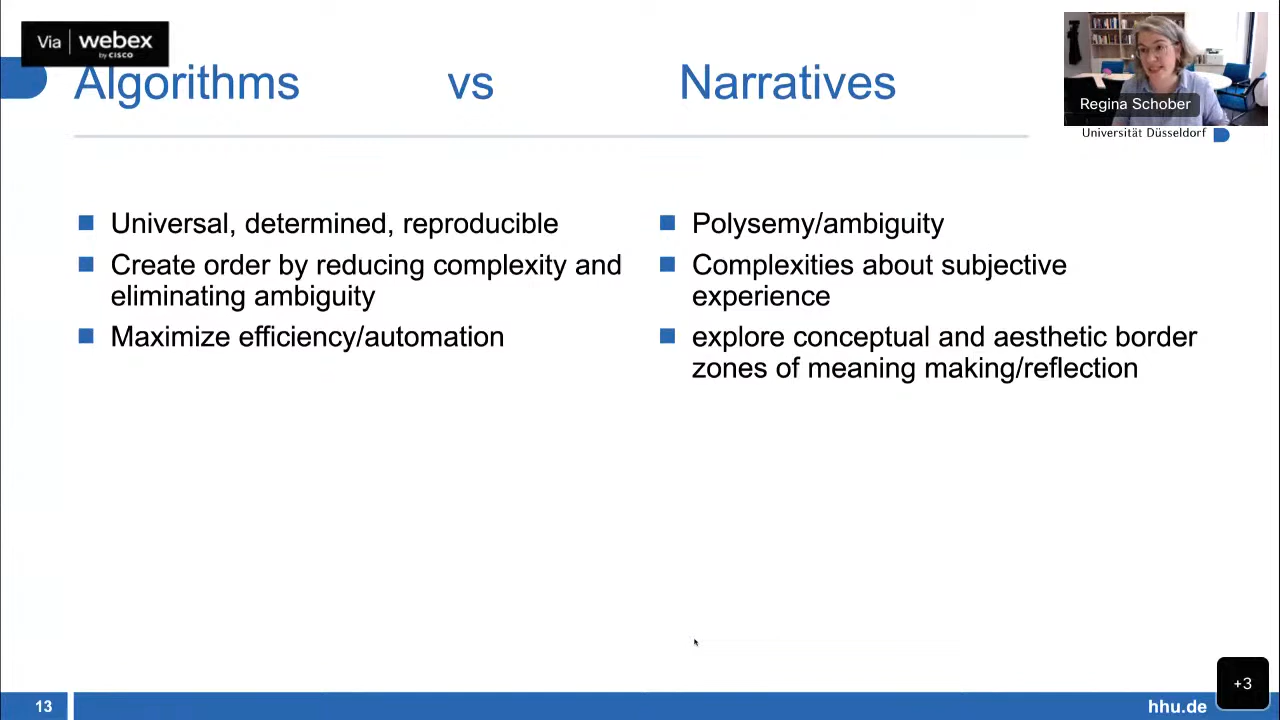 Via webex
by CISCO
Algorithms vs Narratives
Regina Schober
Universität Düsseldorf
Universal, determined, reproducible
Create order by reducing complexity and
eliminating ambiguity
Maximize efficiency/automation
Polysemy/ambiguity
Complexities about subjective
experience
explore conceptual and aesthetic border
zones of meaning making/reflection
+3
13
hhu.de